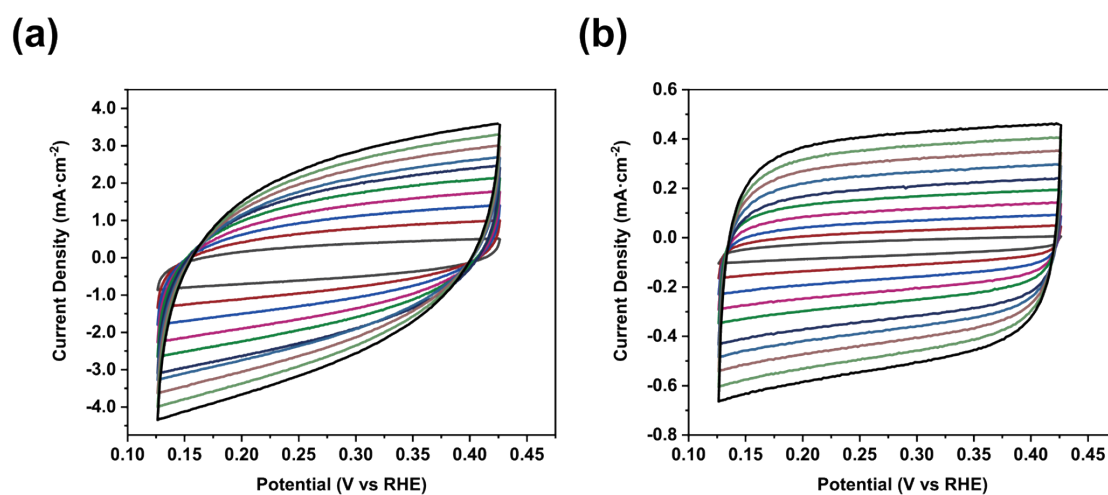 (a)
(b)
Current Density (mA·cm⁻²)
4.0
3.0
2.0
1.0
0.0
-1.0
-2.0
-3.0
-4.0
0.10 0.15 0.20 0.25 0.30 0.35 0.40 0.45
Potential (V vs RHE)
Current Density (mA·cm⁻²)
0.6
0.4
0.2
0.0
-0.2
-0.4
-0.6
-0.8
0.10 0.15 0.20 0.25 0.30 0.35 0.40 0.45
Potential (V vs RHE)